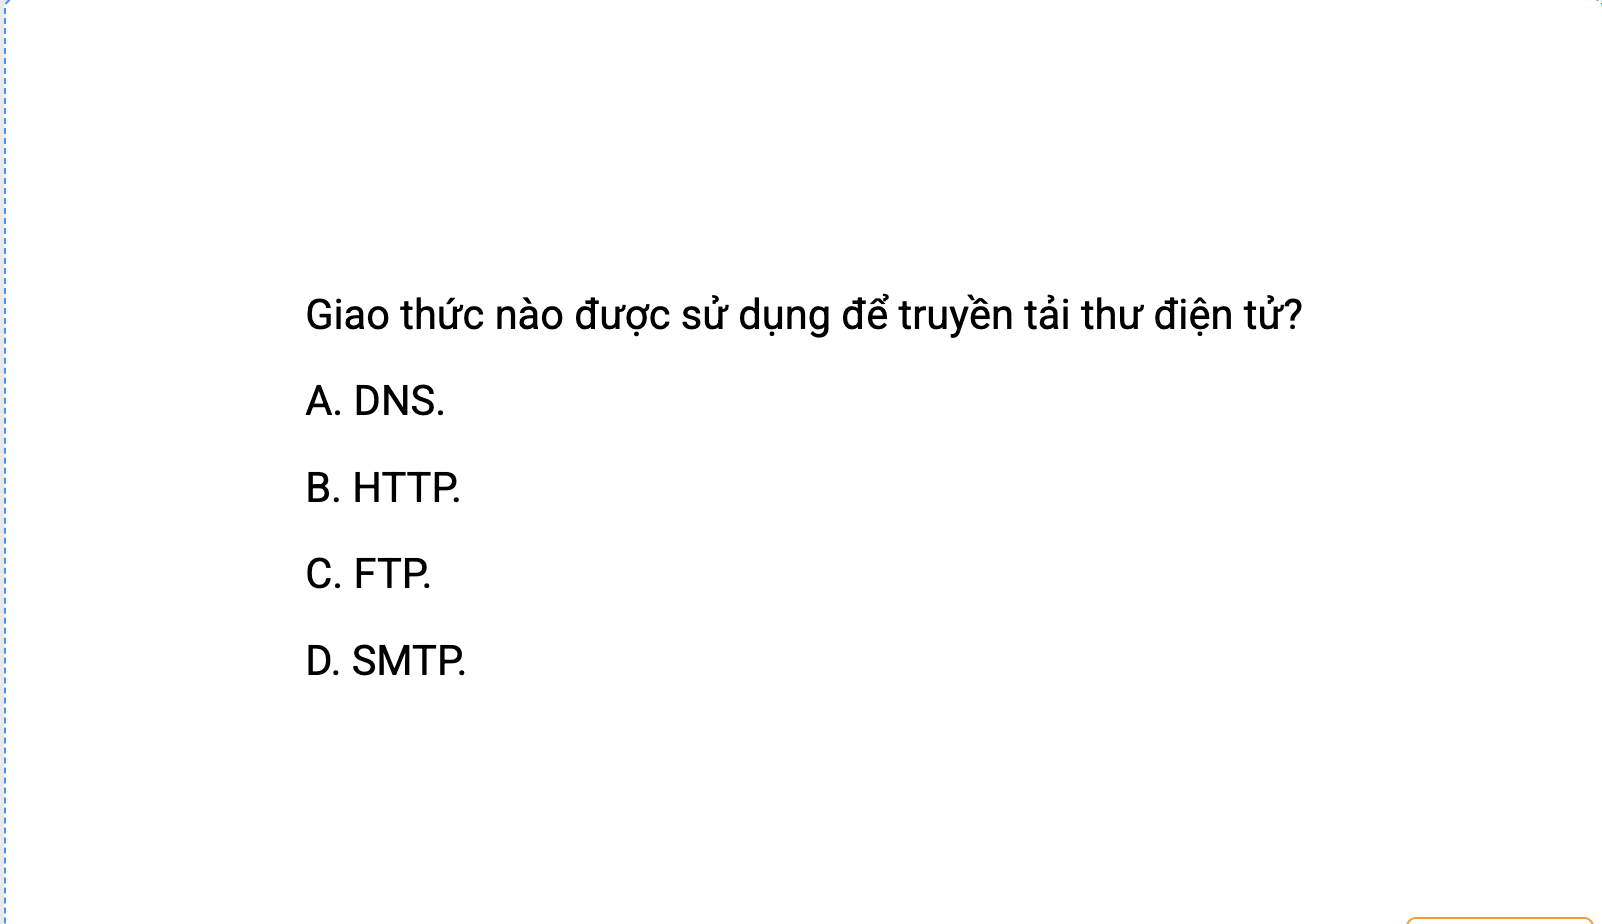 Giao thức nào được sử dụng để truyền tải thư điện tử?
A. DNS.
B. HTTP.
C. FTP.
D. SMTP.